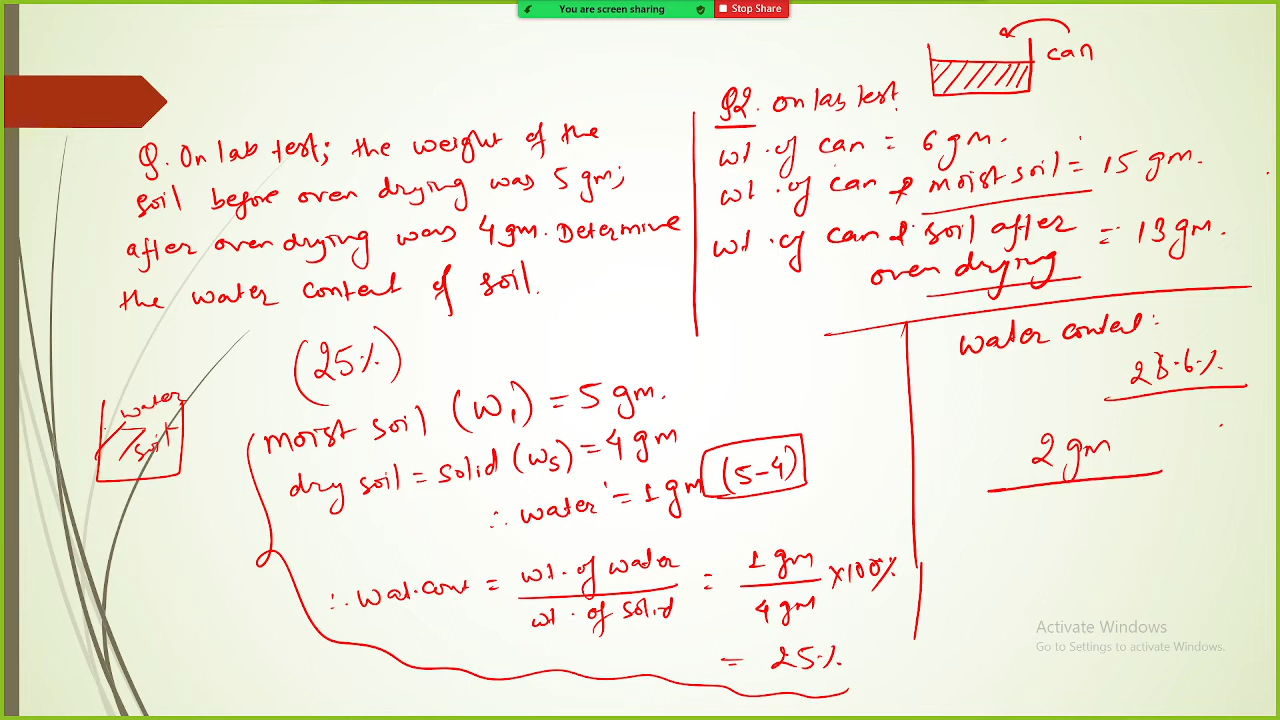 You are screen sharing
Stop Share
Q. On lab test; the weight of the
soil before oven drying was 5 gm;
after oven drying was 4 gm. Determine
the water content of soil.
(25%)
water
soil
moist soil (W1) = 5 gm.
dry soil = solid (Ws) = 4 gm
∴ water = 1 gm (5-4)
∴ Wat. cont = wt. of water / wt. of solid = 1 gm / 4 gm × 100%
= 25%
can
Q2. on lab test.
wt. of can = 6 gm.
wt. of can & moist soil = 15 gm.
wt. of can & soil after = 13 gm.
oven drying
water content:
28.6%
2 gm
Activate Windows
Go to Settings to activate Windows.